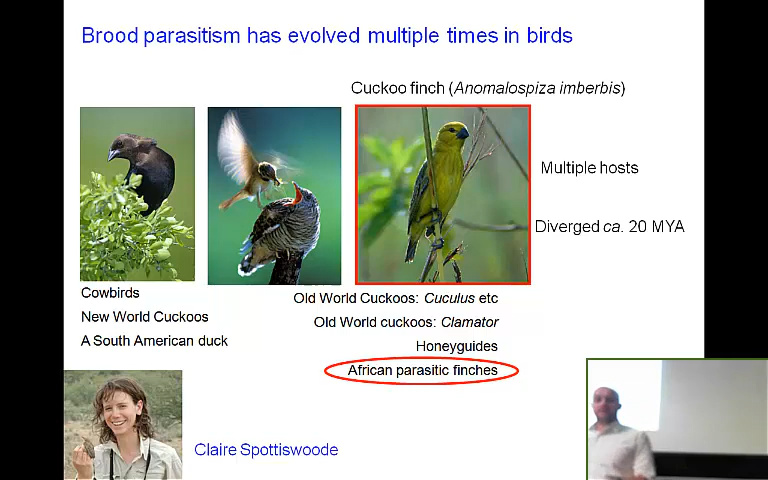 Brood parasitism has evolved multiple times in birds
Cuckoo finch (Anomalospiza imberbis)
Multiple hosts
Diverged ca. 20 MYA
Cowbirds
New World Cuckoos
A South American duck
Old World Cuckoos: Cuculus etc
Old World cuckoos: Clamator
Honeyguides
African parasitic finches
Claire Spottiswoode